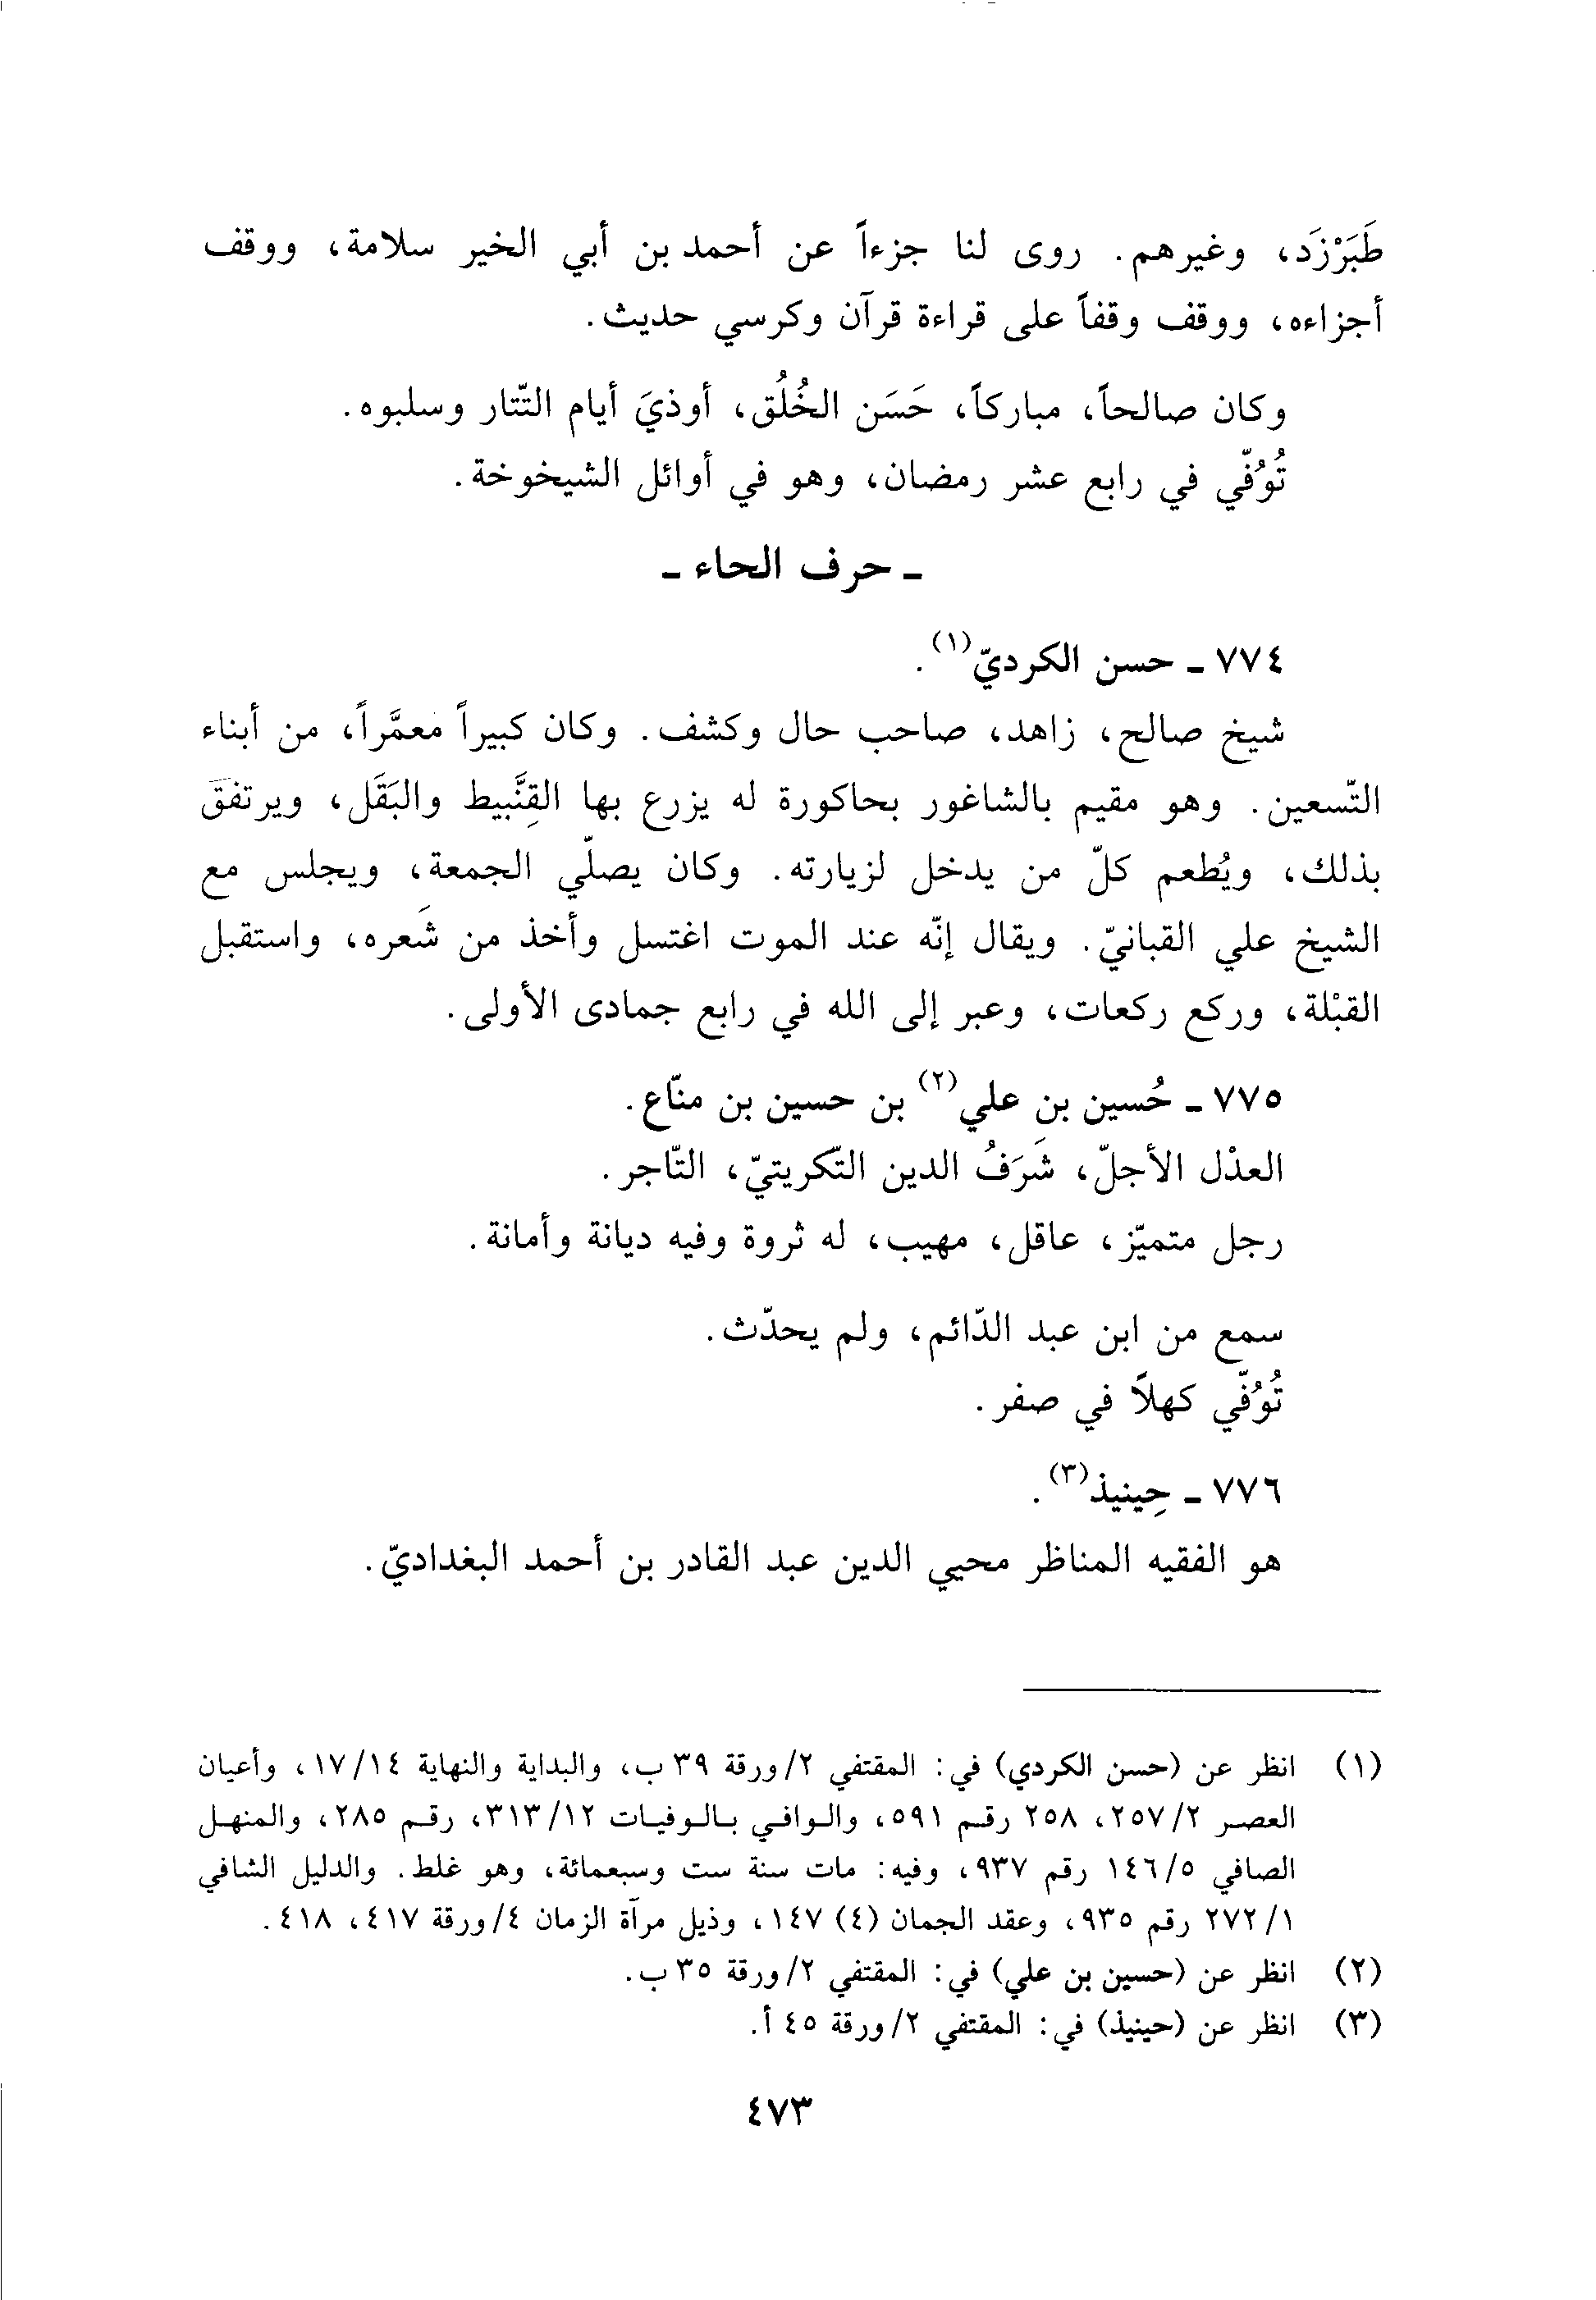 طَبَرْزَد، وغيرهم. روى لنا جزءاً عن أحمد بن أبي الخير سلامة، ووقف
أجزاءه، ووقف وقفاً على قراءة قرآن وكرسي حديث.
وكان صالحاً، مباركاً، حَسَن الخُلُق، أوذيَ أيام التّتار وسلبوه.
تُوُفّي في رابع عشر رمضان، وهو في أوائل الشيخوخة.
ـ حرف الحاء ـ
٧٧٤ ـ حسن الكرديّ(١).
شيخ صالح، زاهد، صاحب حال وكشف. وكان كبيراً معمَّراً، من أبناء
التّسعين. وهو مقيم بالشاغور بحاكورة له يزرع بها القِنَّبيط والبَقَل، ويرتفقَ
بذلك، ويُطعم كلّ من يدخل لزيارته. وكان يصلّي الجمعة، ويجلس مع
الشيخ علي القبانيّ. ويقال إنّه عند الموت اغتسل وأخذ من شَعره، واستقبل
القبْلة، وركع ركعات، وعبر إلى الله في رابع جمادى الأولى.
٧٧٥ ـ حُسين بن علي(٢) بن حسين بن منّاع.
العدْل الأجلّ، شَرَفُ الدين التّكريتيّ، التّاجر.
رجل متميّز، عاقل، مهيب، له ثروة وفيه ديانة وأمانة.
سمع من ابن عبد الدّائم، ولم يحدّث.
تُوُفّي كهلاً في صفر.
٧٧٦ ـ حِينيذ(٣).
هو الفقيه المناظر محيي الدين عبد القادر بن أحمد البغداديّ.
(١) انظر عن (حسن الكردي) في: المقتفي ٢/ورقة ٣٩ ب، والبداية والنهاية ١٤/١٧، وأعيان
العصر ٢/٢٥٧، ٢٥٨ رقم ٥٩١، والوافي بالوفيات ١٢/٣١٣، رقم ٢٨٥، والمنهل
الصافي ٥/١٤٦ رقم ٩٣٧، وفيه: مات سنة ست وسبعمائة، وهو غلط. والدليل الشافي
١/٢٧٢ رقم ٩٣٥، وعقد الجمان (٤) ١٤٧، وذيل مرآة الزمان ٤/ورقة ٤١٧، ٤١٨.
(٢) انظر عن (حسين بن علي) في: المقتفي ٢/ورقة ٣٥ ب.
(٣) انظر عن (حينيذ) في: المقتفي ٢/ورقة ٤٥ أ.
٤٧٣